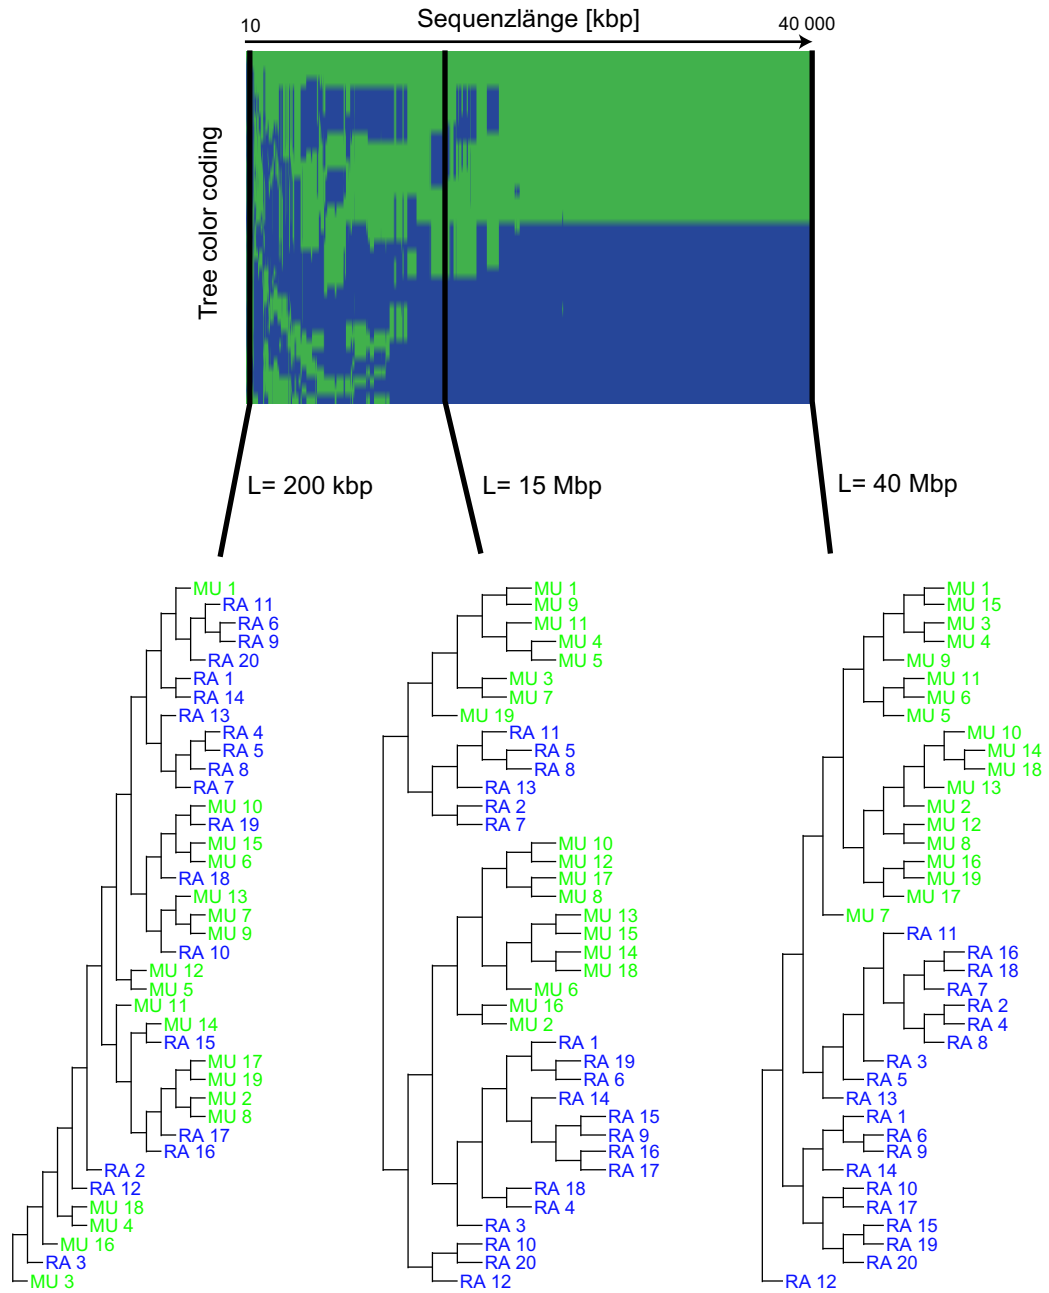 Sequenzlänge [kbp]
10
40 000
Tree color coding
L= 200 kbp
L= 15 Mbp
L= 40 Mbp
MU 1
RA 11
RA 6
RA 9
RA 20
RA 1
RA 14
RA 13
RA 4
RA 5
RA 8
RA 7
MU 10
RA 19
MU 15
MU 6
RA 18
MU 13
MU 7
MU 9
RA 10
MU 12
MU 5
MU 11
MU 14
RA 15
MU 17
MU 19
MU 2
MU 8
RA 17
RA 16
RA 2
RA 12
MU 18
MU 4
MU 16
RA 3
MU 3
MU 1
MU 9
MU 11
MU 4
MU 5
MU 3
MU 7
MU 19
RA 11
RA 5
RA 8
RA 13
RA 2
RA 7
MU 10
MU 12
MU 17
MU 8
MU 13
MU 15
MU 14
MU 18
MU 6
MU 16
MU 2
RA 1
RA 19
RA 6
RA 14
RA 15
RA 9
RA 16
RA 17
RA 18
RA 4
RA 3
RA 10
RA 20
RA 12
MU 1
MU 15
MU 3
MU 4
MU 9
MU 11
MU 6
MU 5
MU 10
MU 14
MU 18
MU 13
MU 2
MU 12
MU 8
MU 16
MU 19
MU 17
MU 7
RA 11
RA 16
RA 18
RA 7
RA 2
RA 4
RA 8
RA 3
RA 5
RA 13
RA 1
RA 6
RA 9
RA 14
RA 10
RA 17
RA 15
RA 19
RA 20
RA 12